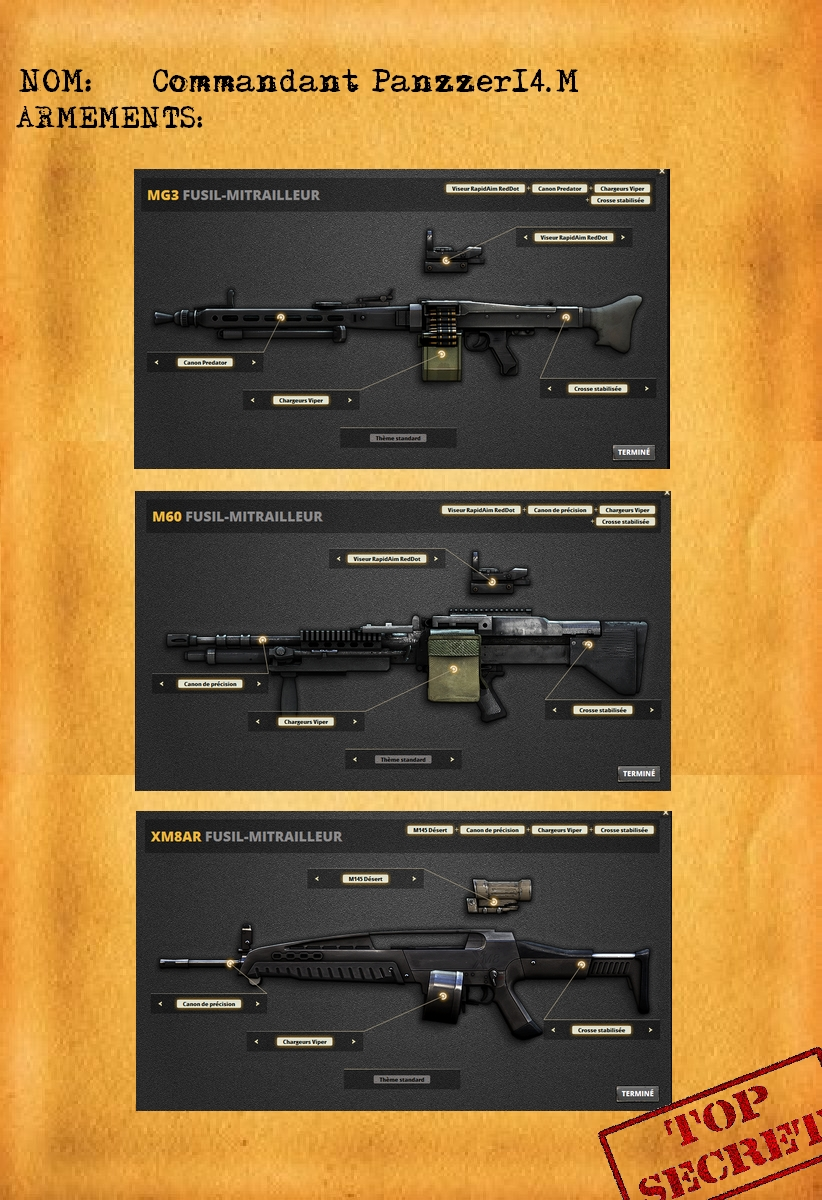 NOM: Commandant Panzzer14.M
ARMEMENTS:
MG3 FUSIL-MITRAILLEUR
Viseur RapidAim RedDot + Canon Predator + Chargeurs Viper
+ Crosse stabilisée
< Viseur RapidAim RedDot >
< Canon Predator >
< Crosse stabilisée >
< Chargeurs Viper >
Thème standard
TERMINÉ
M60 FUSIL-MITRAILLEUR
Viseur RapidAim RedDot + Canon de précision + Chargeurs Viper
+ Crosse stabilisée
< Viseur RapidAim RedDot >
< Canon de précision >
< Crosse stabilisée >
< Chargeurs Viper >
< Thème standard >
TERMINÉ
XM8AR FUSIL-MITRAILLEUR
M145 Désert + Canon de précision + Chargeurs Viper + Crosse stabilisée
< M145 Désert >
< Canon de précision >
< Crosse stabilisée >
< Chargeurs Viper >
Thème standard
TERMINÉ
TOP
SECRET